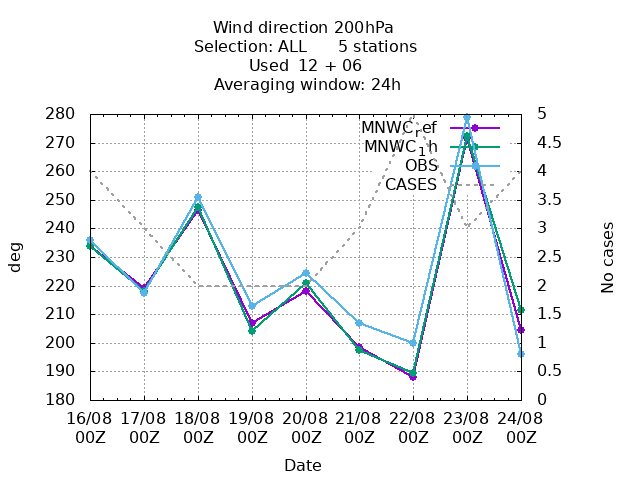 Wind direction 200hPa
Selection: ALL 5 stations
Used 12 + 06
Averaging window: 24h
280 5
270 4.5
260 4
250 3.5
240 3
230 2.5
220 2
210 1.5
200 1
190 0.5
180 0
MNWCref
MNWC1h
OBS
CASES
deg
No cases
16/08 17/08 18/08 19/08 20/08 21/08 22/08 23/08 24/08
00Z 00Z 00Z 00Z 00Z 00Z 00Z 00Z 00Z
Date